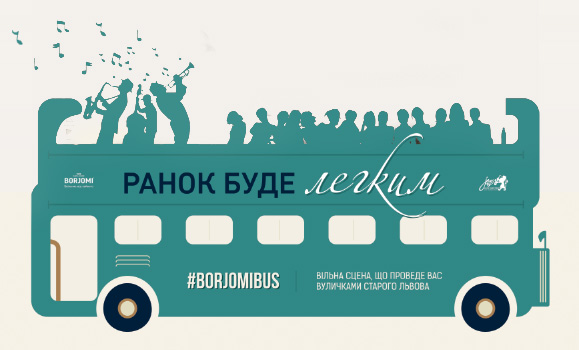 BORJOMI
РАНОК БУДЕ легким
#BORJOMIBUS
ВІЛЬНА СЦЕНА, ЩО ПРОВЕДЕ ВАС
ВУЛИЧКАМИ СТАРОГО ЛЬВОВА